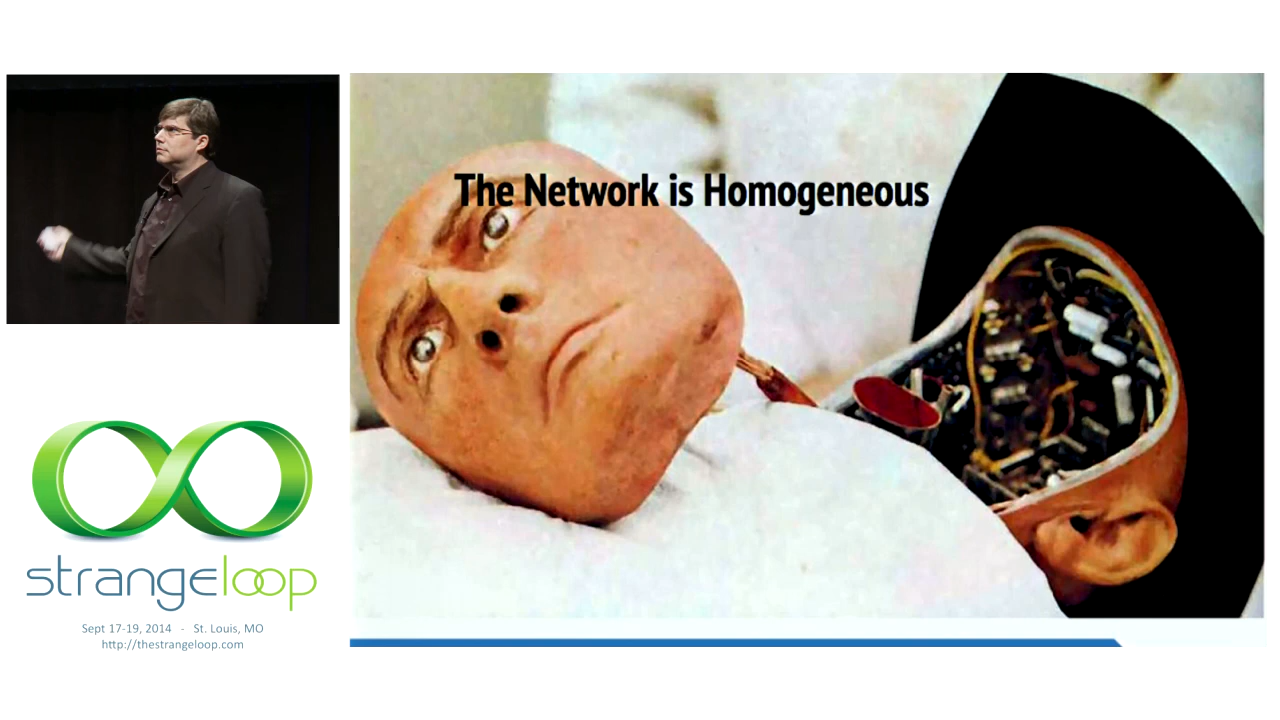 The Network is Homogeneous
strangeloop
Sept 17-19, 2014 - St. Louis, MO
http://thestrangeloop.com